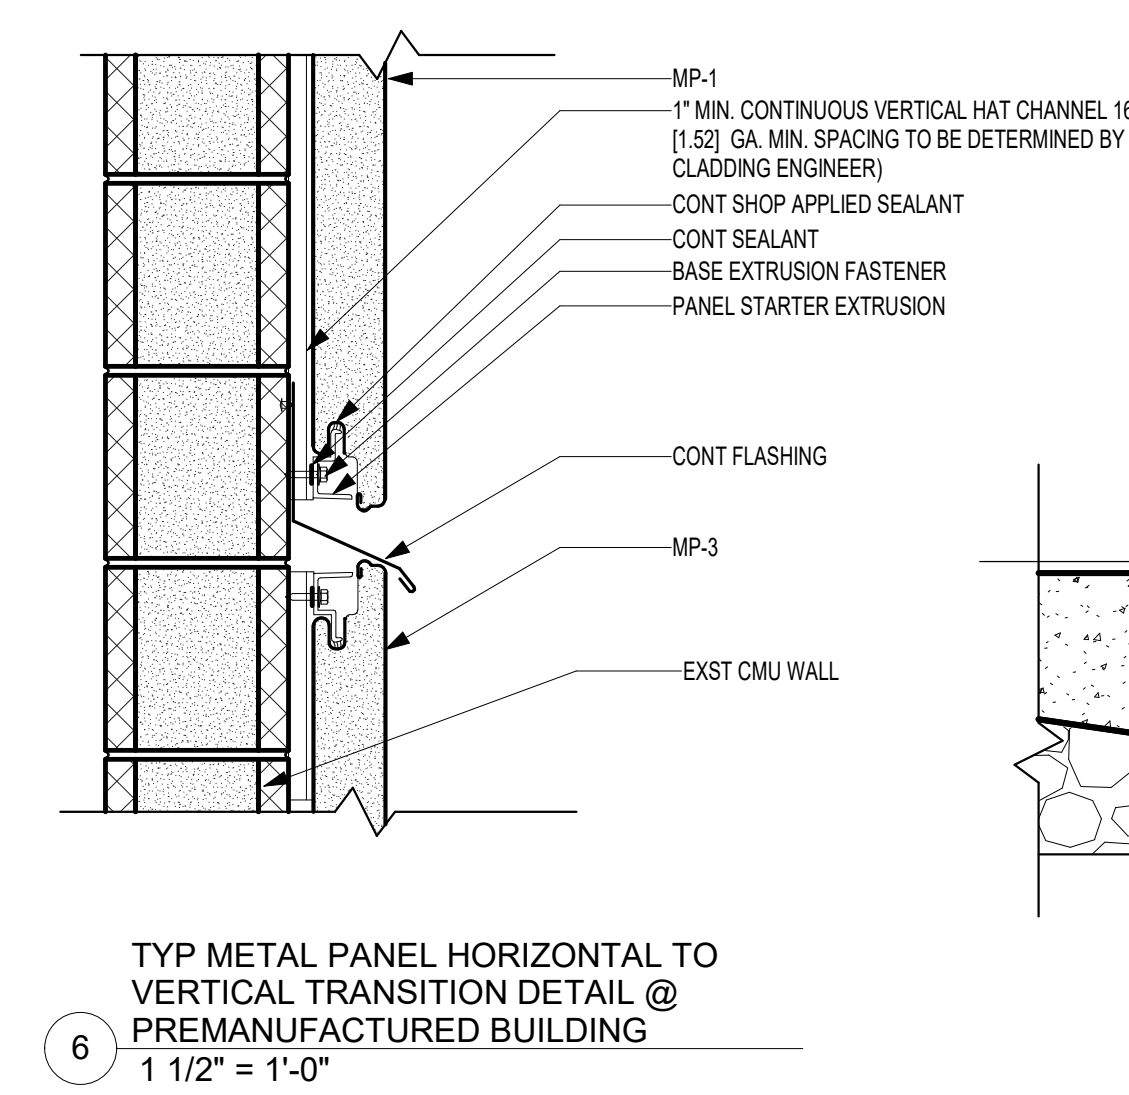 MP-1
1" MIN. CONTINUOUS VERTICAL HAT CHANNEL 16
[1.52] GA. MIN. SPACING TO BE DETERMINED BY
CLADDING ENGINEER)
CONT SHOP APPLIED SEALANT
CONT SEALANT
BASE EXTRUSION FASTENER
PANEL STARTER EXTRUSION
CONT FLASHING
MP-3
EXST CMU WALL
TYP METAL PANEL HORIZONTAL TO
VERTICAL TRANSITION DETAIL @
PREMANUFACTURED BUILDING
6
1 1/2" = 1'-0"